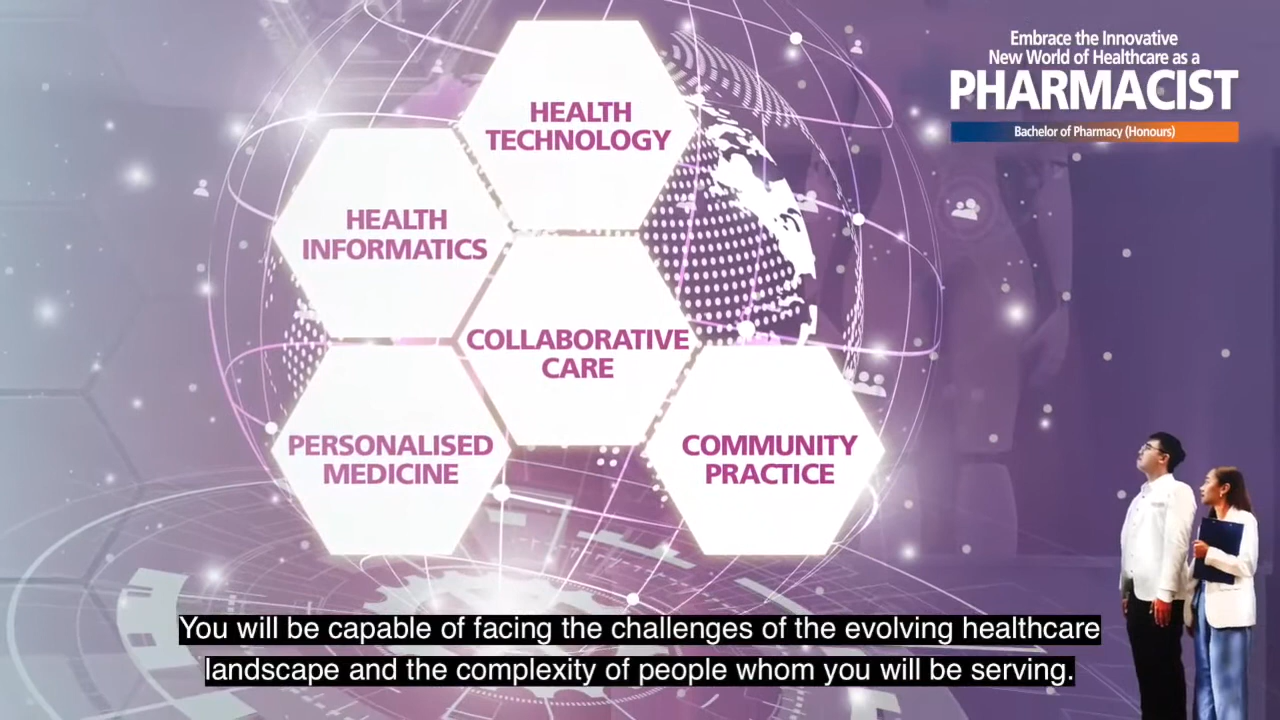 Embrace the Innovative
New World of Healthcare as a
PHARMACIST
Bachelor of Pharmacy (Honours)
HEALTH
TECHNOLOGY
HEALTH
INFORMATICS
COLLABORATIVE
CARE
PERSONALISED
MEDICINE
COMMUNITY
PRACTICE
You will be capable of facing the challenges of the evolving healthcare
landscape and the complexity of people whom you will be serving.